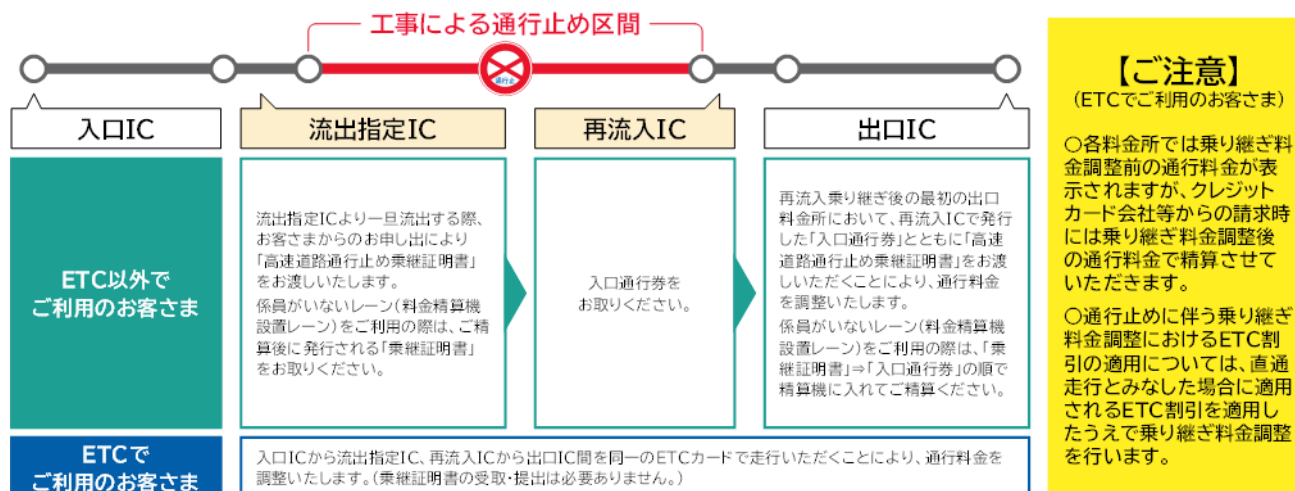 工事による通行止め区間
通行止
入口IC
流出指定IC
再流入IC
出口IC
ETC以外で
ご利用のお客さま
流出指定ICより一旦流出する際、
お客さまからのお申し出により
「高速道路通行止め乗継証明書」
をお渡しいたします。
係員がいないレーン(料金精算機
設置レーン)をご利用の際は、ご精
算後に発行される「乗継証明書」
をお取りください。
入口通行券を
お取りください。
再流入乗り継ぎ後の最初の出口
料金所において、再流入ICで発行
した「入口通行券」とともに「高速
道路通行止め乗継証明書」をお渡
しいただくことにより、通行料金
を調整いたします。
係員がいないレーン(料金精算機
設置レーン)をご利用の際は、「乗
継証明書」⇒「入口通行券」の順で
精算機に入れてご精算ください。
ETCで
ご利用のお客さま
入口ICから流出指定IC、再流入ICから出口IC間を同一のETCカードで走行いただくことにより、通行料金を
調整いたします。(乗継証明書の受取・提出は必要ありません。)
【ご注意】
(ETCでご利用のお客さま)
○各料金所では乗り継ぎ料
金調整前の通行料金が表
示されますが、クレジット
カード会社等からの請求時
には乗り継ぎ料金調整後
の通行料金で精算させて
いただきます。
○通行止めに伴う乗り継ぎ
料金調整におけるETC割
引の適用については、直通
走行とみなした場合に適用
されるETC割引を適用し
たうえで乗り継ぎ料金調整
を行います。